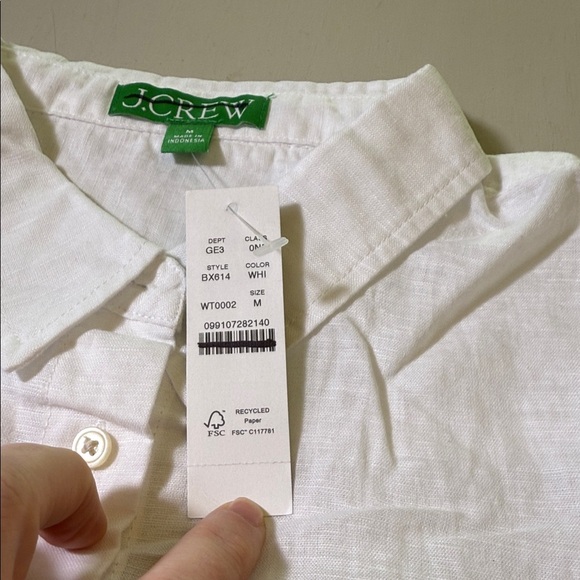 J.CREW
M
MADE IN
INDONESIA
DEPT
GE3
STYLE COLOR
BX614 WHI
SIZE
WT0002 M
099107282140
FSC
RECYCLED
Paper
FSC® C117781